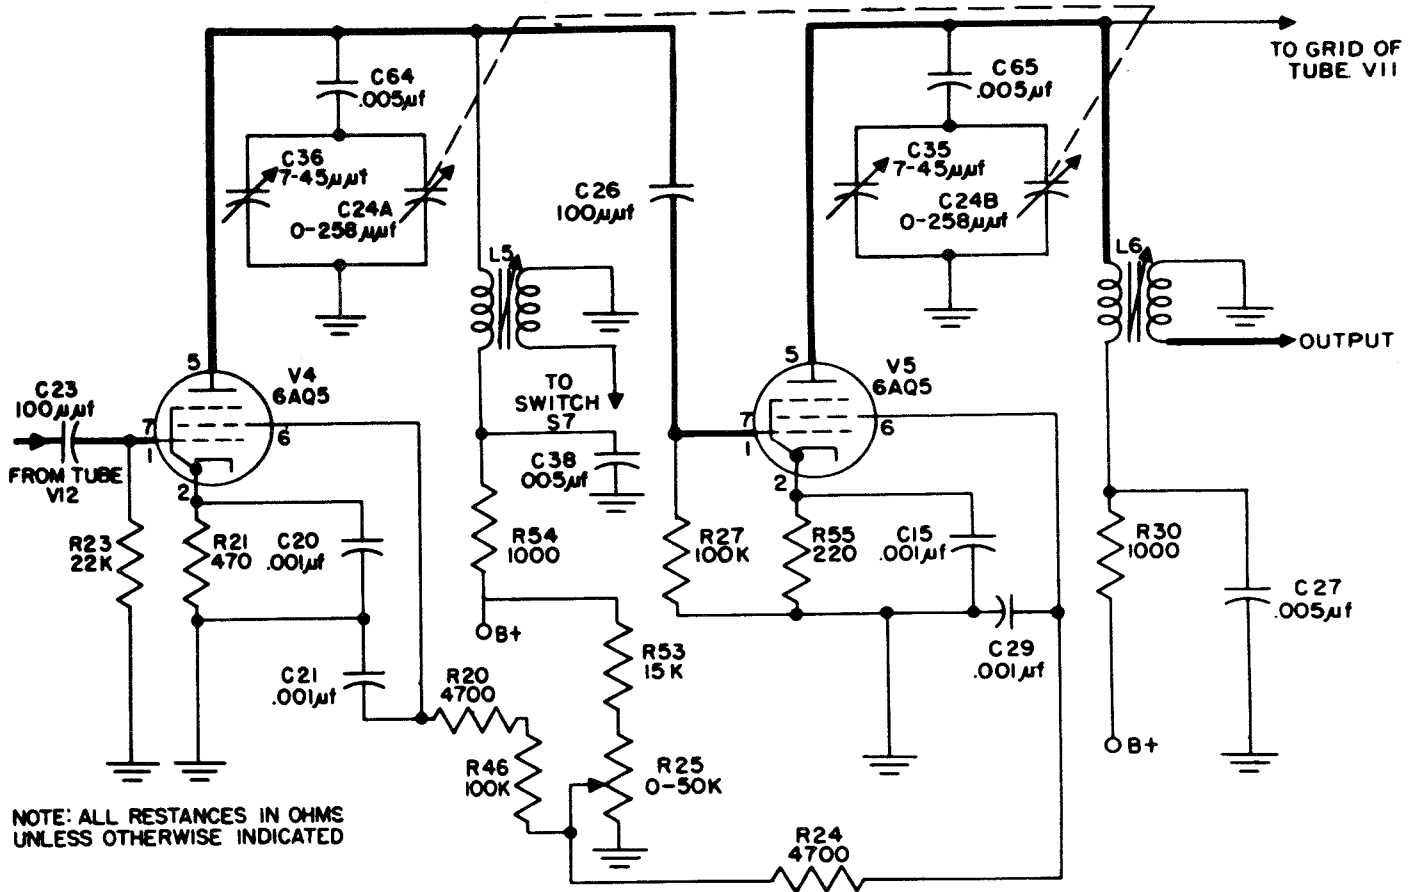 TO GRID OF
TUBE V11
C64
.005µf
C65
.005µf
C36
7-45µµf
C24A
0-258µµf
C26
100µµf
C35
7-45µµf
C24B
0-258µµf
L5
L6
OUTPUT
5
V4
6AQ5
C23
100µµf
7
1
6
2
FROM TUBE
V12
TO
SWITCH
S7
5
V5
6AQ5
7
1
6
2
C38
.005µf
R23
22K
R21
470
C20
.001µf
R54
1000
R27
100K
R55
220
C15
.001µf
R30
1000
C27
.005µf
B+
C29
.001µf
C21
.001µf
R20
4700
R53
15K
R46
100K
R25
0-50K
B+
R24
4700
NOTE: ALL RESTANCES IN OHMS
UNLESS OTHERWISE INDICATED